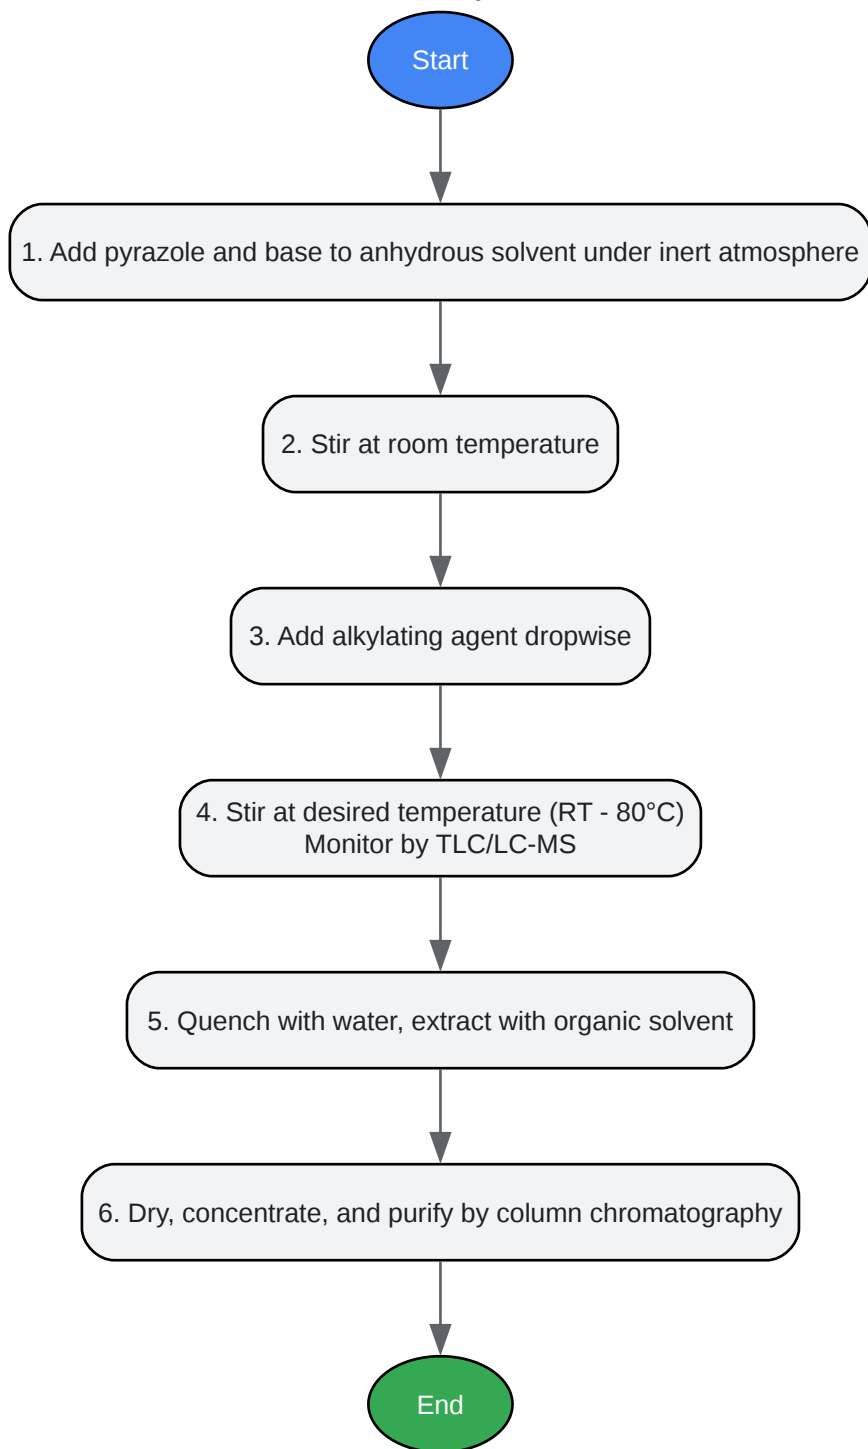 Start
1. Add pyrazole and base to anhydrous solvent under inert atmosphere
2. Stir at room temperature
3. Add alkylating agent dropwise
4. Stir at desired temperature (RT - 80°C)
Monitor by TLC/LC-MS
5. Quench with water, extract with organic solvent
6. Dry, concentrate, and purify by column chromatography
End